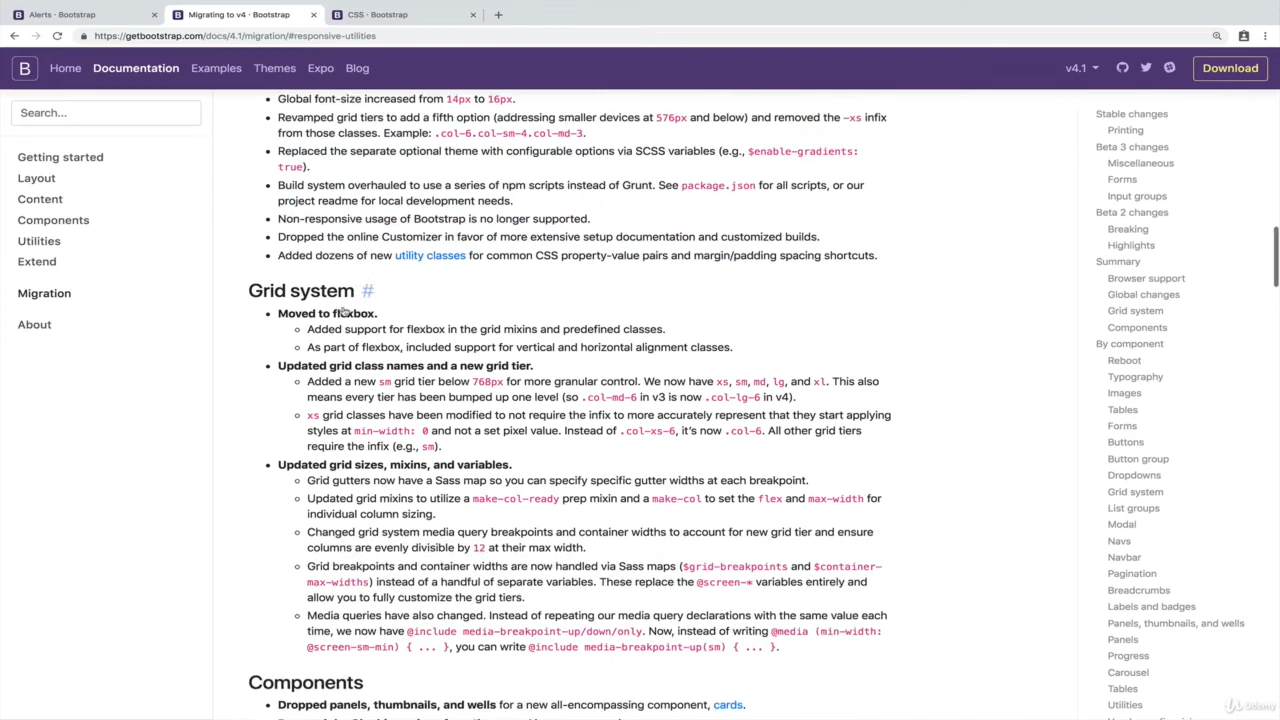 Alerts · Bootstrap
Migrating to v4 · Bootstrap
CSS · Bootstrap
https://getbootstrap.com/docs/4.1/migration/#responsive-utilities
B
Home
Documentation
Examples
Themes
Expo
Blog
v4.1
Download
Search...
Getting started
Layout
Content
Components
Utilities
Extend
Migration
About
Global font-size increased from 14px to 16px.
Revamped grid tiers to add a fifth option (addressing smaller devices at 576px and below) and removed the -xs infix
from those classes. Example: .col-6.col-sm-4.col-md-3.
Replaced the separate optional theme with configurable options via SCSS variables (e.g., $enable-gradients:
true).
Build system overhauled to use a series of npm scripts instead of Grunt. See package.json for all scripts, or our
project readme for local development needs.
Non-responsive usage of Bootstrap is no longer supported.
Dropped the online Customizer in favor of more extensive setup documentation and customized builds.
Added dozens of new utility classes for common CSS property-value pairs and margin/padding spacing shortcuts.
Grid system #
Moved to flexbox.
Added support for flexbox in the grid mixins and predefined classes.
As part of flexbox, included support for vertical and horizontal alignment classes.
Updated grid class names and a new grid tier.
Added a new sm grid tier below 768px for more granular control. We now have xs, sm, md, lg, and xl. This also
means every tier has been bumped up one level (so .col-md-6 in v3 is now .col-lg-6 in v4).
xs grid classes have been modified to not require the infix to more accurately represent that they start applying
styles at min-width: 0 and not a set pixel value. Instead of .col-xs-6, it's now .col-6. All other grid tiers
require the infix (e.g., sm).
Updated grid sizes, mixins, and variables.
Grid gutters now have a Sass map so you can specify specific gutter widths at each breakpoint.
Updated grid mixins to utilize a make-col-ready prep mixin and a make-col to set the flex and max-width for
individual column sizing.
Changed grid system media query breakpoints and container widths to account for new grid tier and ensure
columns are evenly divisible by 12 at their max width.
Grid breakpoints and container widths are now handled via Sass maps ($grid-breakpoints and $container-
max-widths) instead of a handful of separate variables. These replace the @screen-* variables entirely and
allow you to fully customize the grid tiers.
Media queries have also changed. Instead of repeating our media query declarations with the same value each
time, we now have @include media-breakpoint-up/down/only. Now, instead of writing @media (min-width:
@screen-sm-min) { ... }, you can write @include media-breakpoint-up(sm) { ... }.
Components
Dropped panels, thumbnails, and wells for a new all-encompassing component, cards.
Stable changes
Printing
Beta 3 changes
Miscellaneous
Forms
Input groups
Beta 2 changes
Breaking
Highlights
Summary
Browser support
Global changes
Grid system
Components
By component
Reboot
Typography
Images
Tables
Forms
Buttons
Button group
Dropdowns
Grid system
List groups
Modal
Navs
Navbar
Pagination
Breadcrumbs
Labels and badges
Panels, thumbnails, and wells
Panels
Progress
Carousel
Tables
Utilities
Udemy